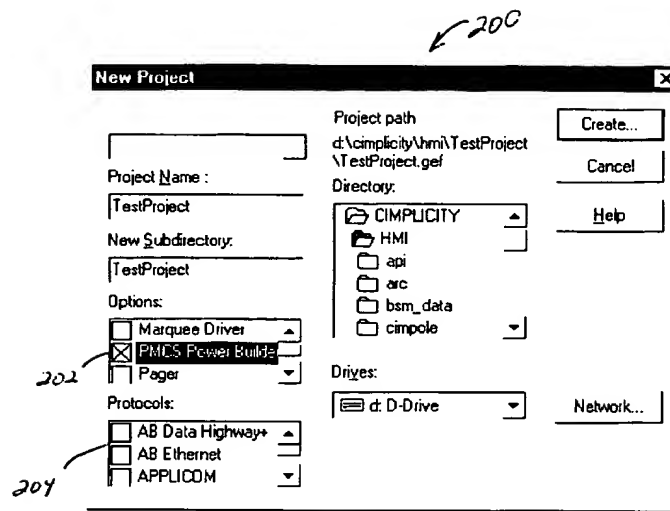 200
New Project
Project path
d:\cimplicity\hmi\TestProject
\TestProject.gef
Create...
Cancel
Help
Project Name :
TestProject
New Subdirectory:
TestProject
Directory:
CIMPLICITY
HMI
api
arc
bsm_data
cimpole
Options:
Marquee Driver
PMCS Power Builde
Pager
202
Drives:
d: D-Drive
Network...
Protocols:
AB Data Highway+
AB Ethernet
APPLICOM
204